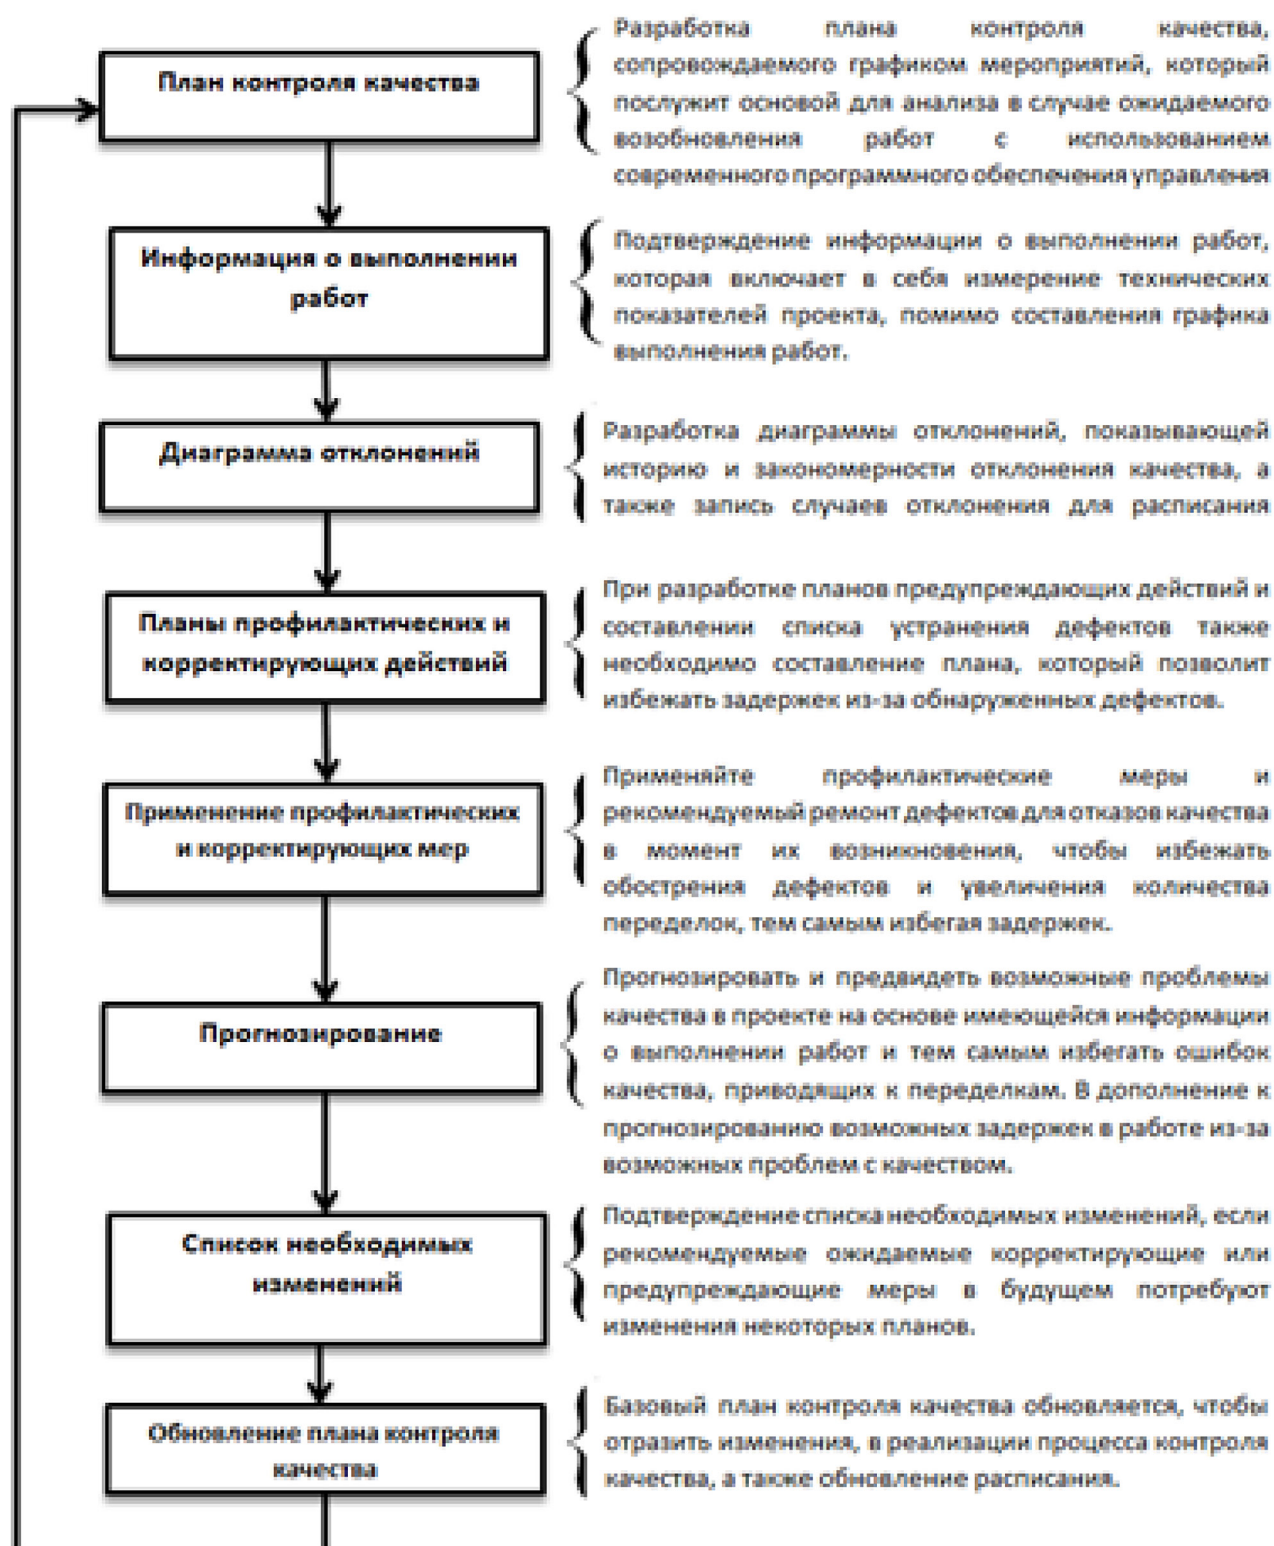 План контроля качества
Разработка плана контроля качества,
сопровождаемого графиком мероприятий, который
послужит основой для анализа в случае ожидаемого
возобновления работ с использованием
современного программного обеспечения управления
Информация о выполнении
работ
Подтверждение информации о выполнении работ,
которая включает в себя измерение технических
показателей проекта, помимо составления графика
выполнения работ.
Диаграмма отклонений
Разработка диаграммы отклонений, показывающей
историю и закономерности отклонения качества, а
также запись случаев отклонения для расписания
Планы профилактических и
корректирующих действий
При разработке планов предупреждающих действий и
составлении списка устранения дефектов также
необходимо составление плана, который позволит
избежать задержек из-за обнаруженных дефектов.
Применение профилактических
и корректирующих мер
Применяйте профилактические меры и
рекомендуемый ремонт дефектов для отказов качества
в момент их возникновения, чтобы избежать
обострения дефектов и увеличения количества
переделок, тем самым избегая задержек.
Прогнозирование
Прогнозировать и предвидеть возможные проблемы
качества в проекте на основе имеющейся информации
о выполнении работ и тем самым избегать ошибок
качества, приводящих к переделкам. В дополнение к
прогнозированию возможных задержек в работе из-за
возможных проблем с качеством.
Список необходимых
изменений
Подтверждение списка необходимых изменений, если
рекомендуемые ожидаемые корректирующие или
предупреждающие меры в будущем потребуют
изменения некоторых планов.
Обновление плана контроля
качества
Базовый план контроля качества обновляется, чтобы
отразить изменения, в реализации процесса контроля
качества, а также обновление расписания.